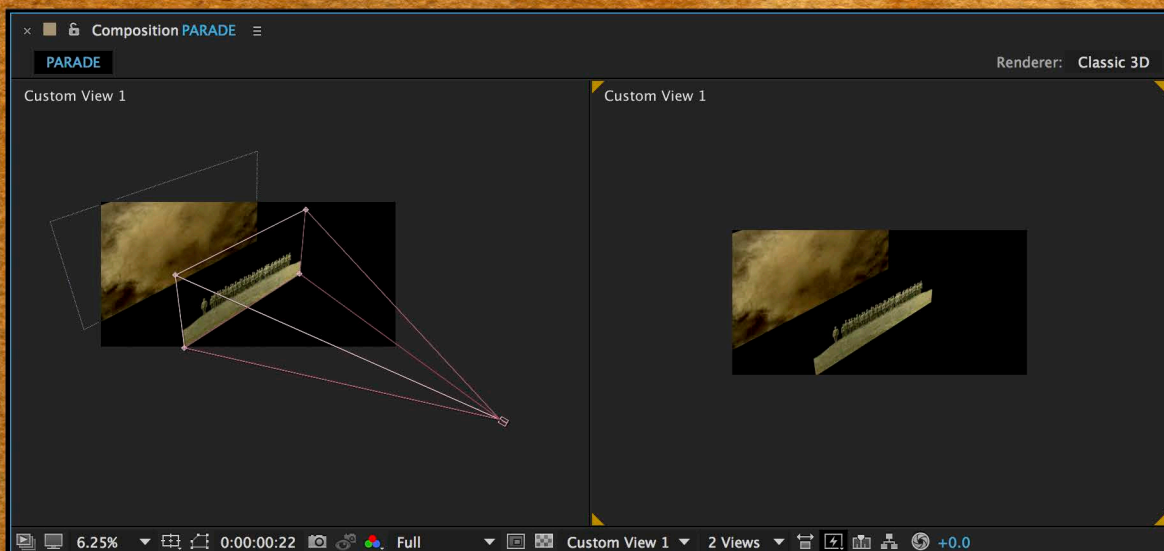 Composition PARADE
PARADE
Renderer: Classic 3D
Custom View 1
Custom View 1
6.25% 0:00:00:22 Full Custom View 1 2 Views +0.0